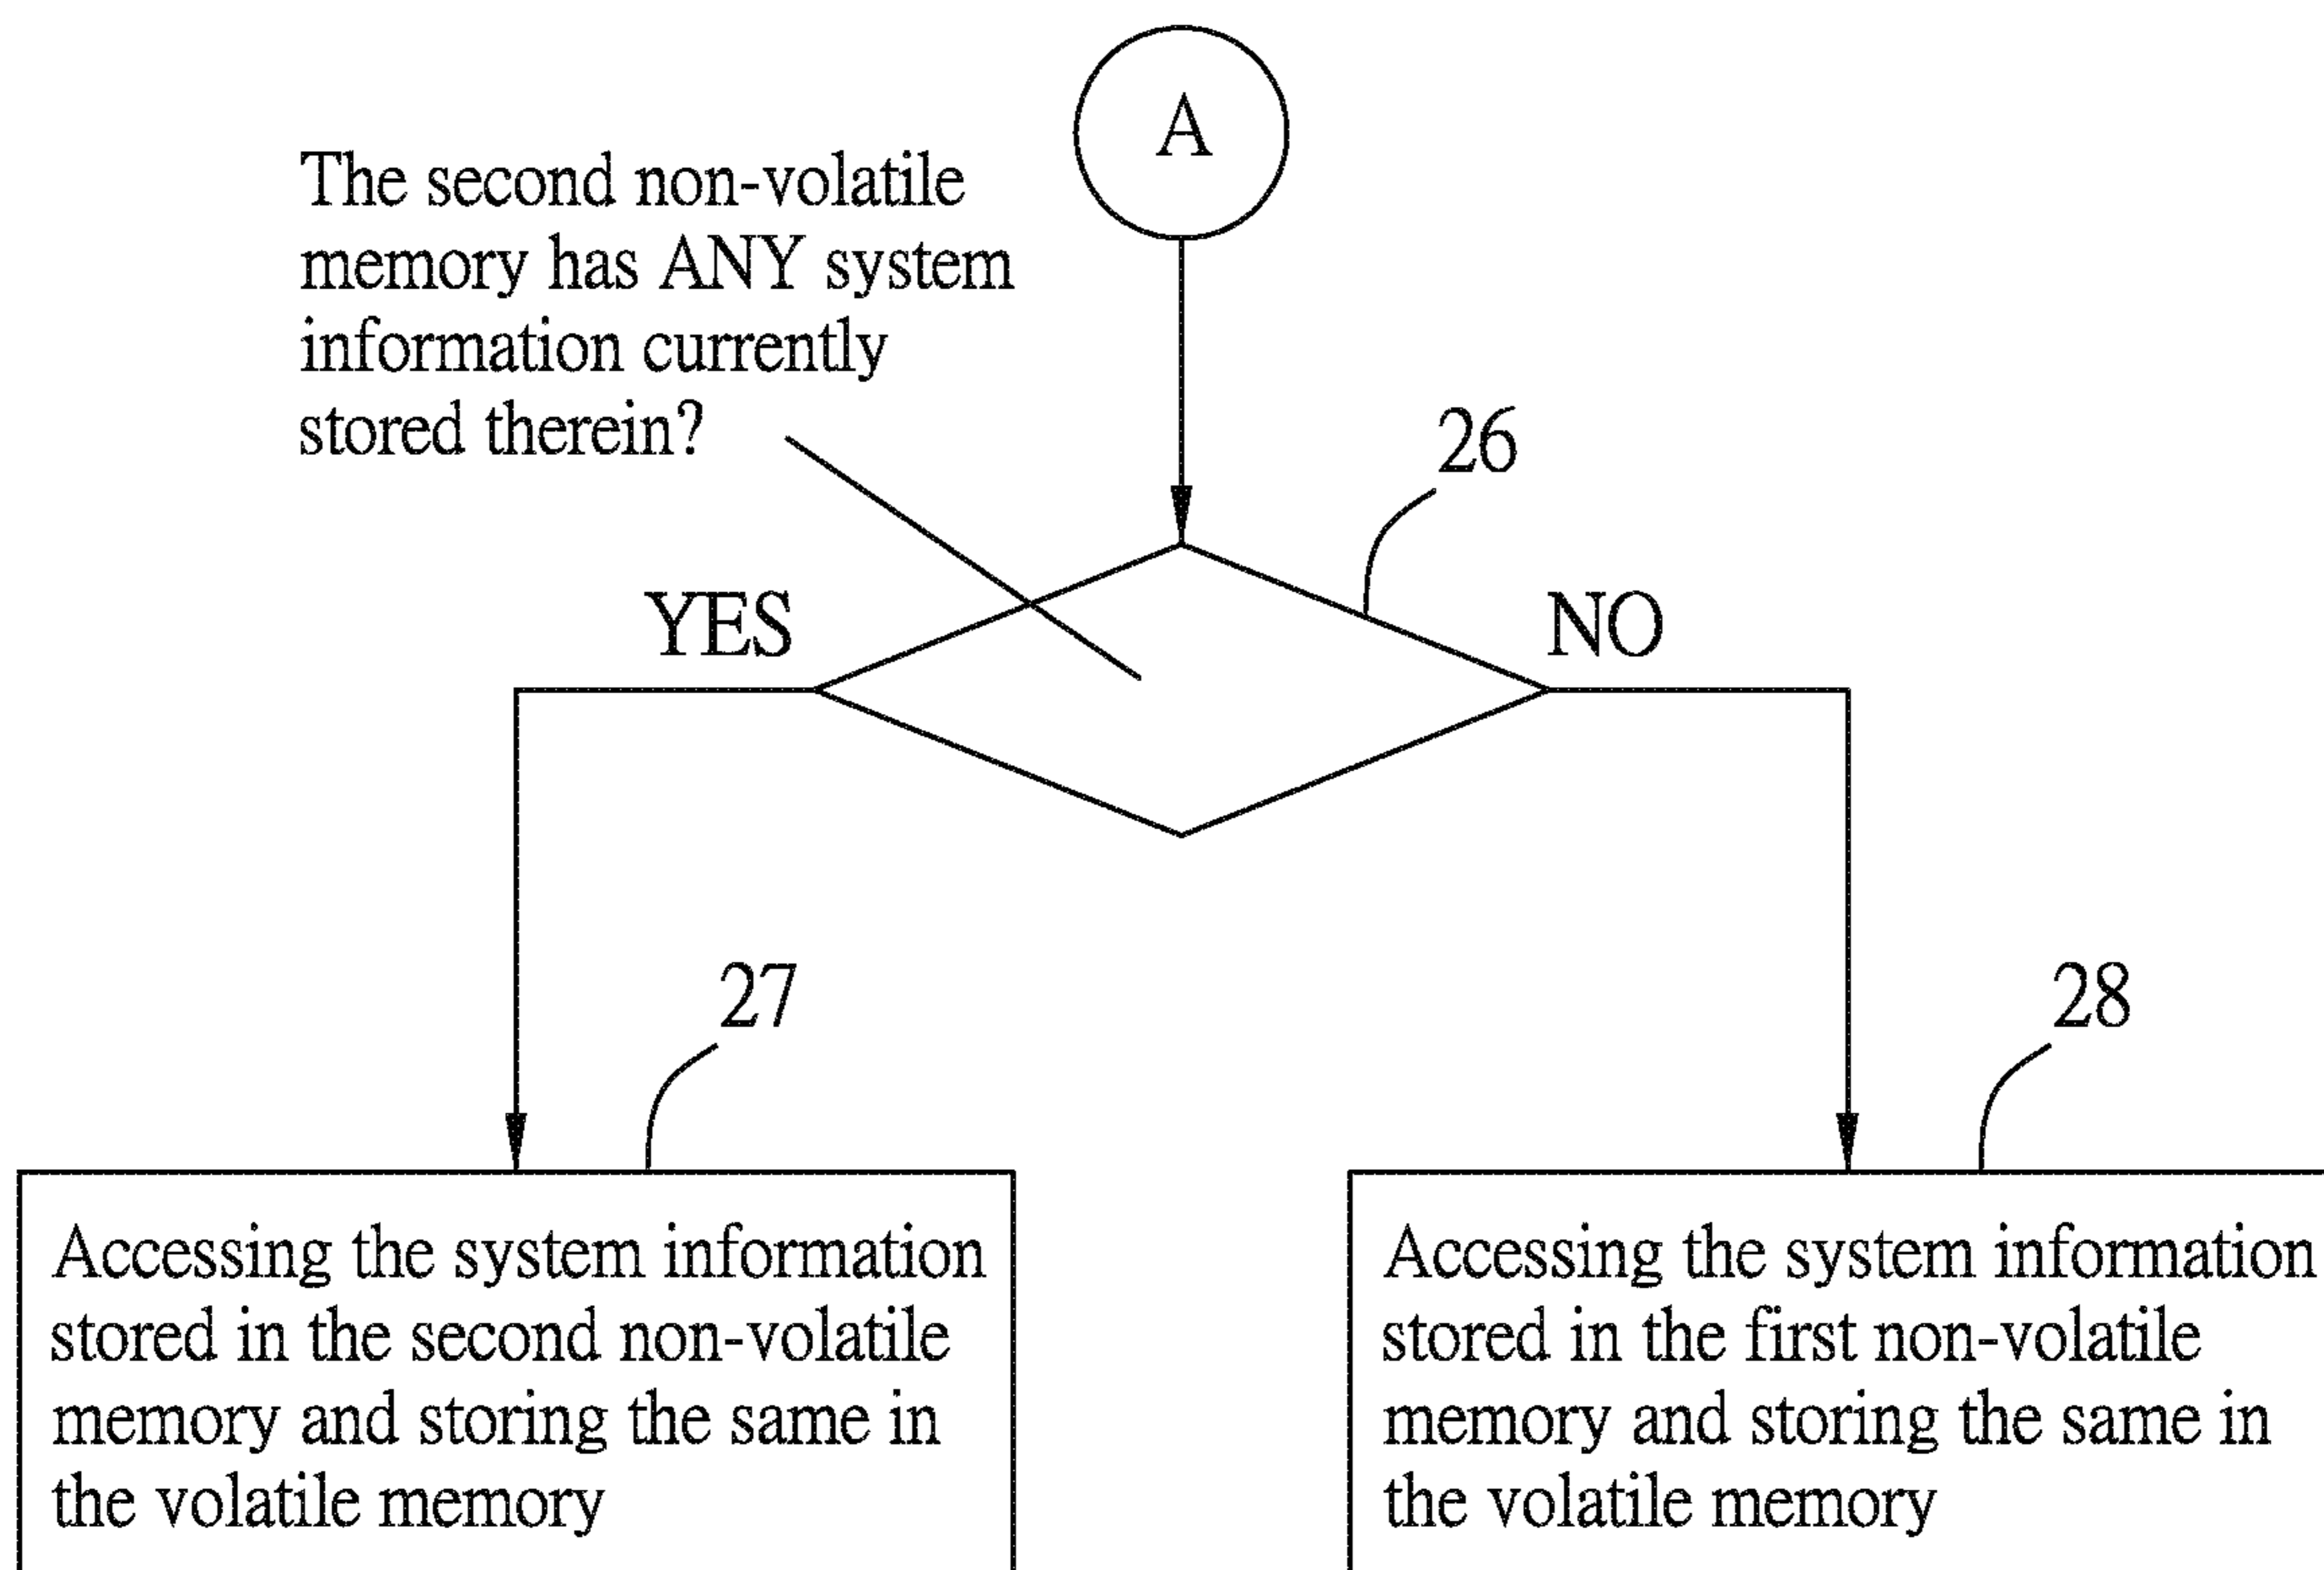 A
The second non-volatile
memory has ANY system
information currently
stored therein?
26
YES
NO
27
28
Accessing the system information
stored in the second non-volatile
memory and storing the same in
the volatile memory
Accessing the system information
stored in the first non-volatile
memory and storing the same in
the volatile memory